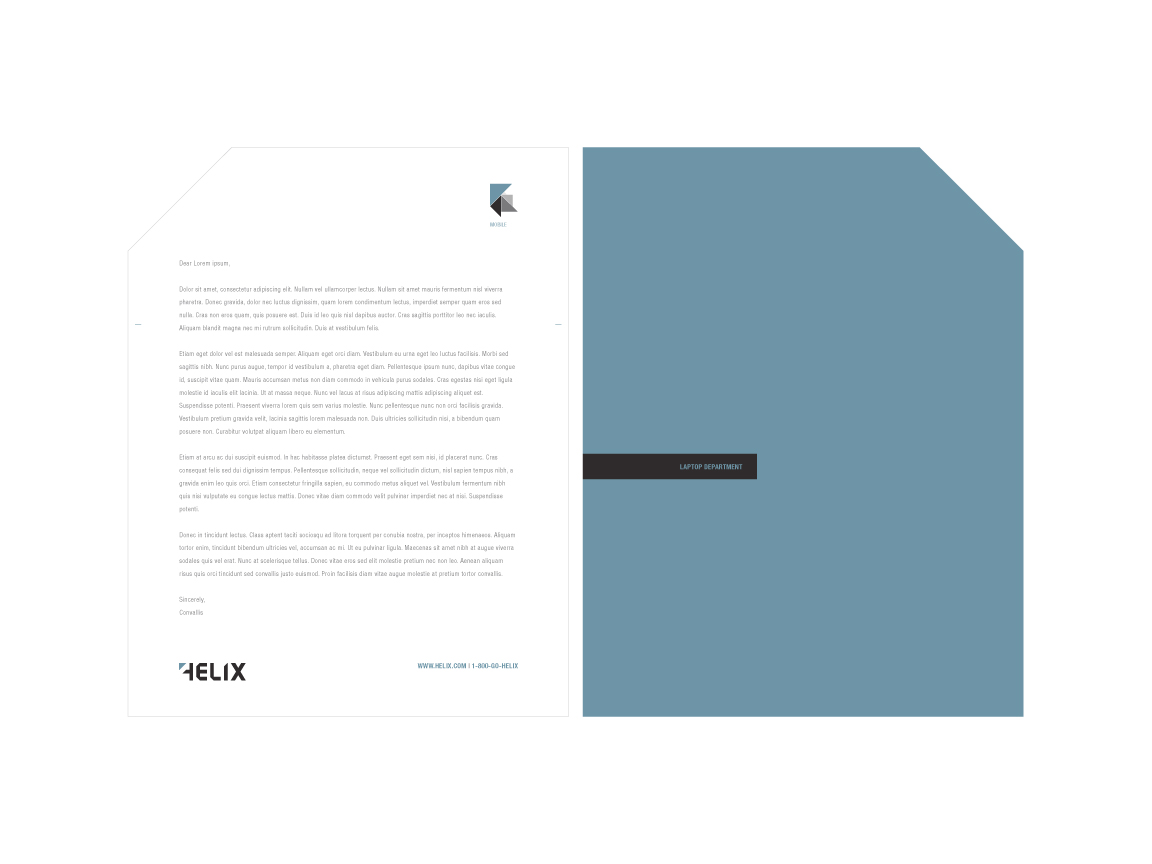 MOBILE
Dear Lorem ipsum,
Dolor sit amet, consectetur adipiscing elit. Nullam vel ullamcorper lectus. Nullam sit amet mauris fermentum nisl viverra
pharetra. Donec gravida, dolor nec luctus dignissim, quam lorem condimentum lectus, imperdiet semper quam eros sed
nulla. Cras non eros quam, quis posuere est. Duis id leo quis nisl dapibus auctor. Cras sagittis porttitor leo nec iaculis.
Aliquam blandit magna nec mi rutrum sollicitudin. Duis at vestibulum felis.
Etiam eget dolor vel est malesuada semper. Aliquam eget orci diam. Vestibulum eu urna eget leo luctus facilisis. Morbi sed
sagittis nibh. Nunc purus augue, tempor id vestibulum a, pharetra eget diam. Pellentesque ipsum nunc, dapibus vitae congue
id, suscipit vitae quam. Mauris accumsan metus non diam commodo in vehicula purus sodales. Cras egestas nisi eget ligula
molestie id iaculis elit lacinia. Ut at massa neque. Nunc vel lacus at risus adipiscing mattis adipiscing aliquet est.
Suspendisse potenti. Praesent viverra lorem quis sem varius molestie. Nunc pellentesque nunc non orci facilisis gravida.
Vestibulum pretium gravida velit, lacinia sagittis lorem malesuada non. Duis ultricies sollicitudin nisi, a bibendum quam
posuere non. Curabitur volutpat aliquam libero eu elementum.
Etiam at arcu ac dui suscipit euismod. In hac habitasse platea dictumst. Praesent eget sem nisi, id placerat nunc. Cras
consequat felis sed dui dignissim tempus. Pellentesque sollicitudin, neque vel sollicitudin dictum, nisl sapien tempus nibh, a
gravida enim leo quis orci. Etiam consectetur fringilla sapien, eu commodo metus aliquet vel. Vestibulum fermentum nibh
quis nisi vulputate eu congue lectus mattis. Donec vitae diam commodo velit pulvinar imperdiet nec at nisi. Suspendisse
potenti.
Donec in tincidunt lectus. Class aptent taciti sociosqu ad litora torquent per conubia nostra, per inceptos himenaeos. Aliquam
tortor enim, tincidunt bibendum ultricies vel, accumsan ac mi. Ut eu pulvinar ligula. Maecenas sit amet nibh at augue viverra
sodales quis vel erat. Nunc at scelerisque tellus. Donec vitae eros sed elit molestie pretium nec non leo. Aenean aliquam
risus quis orci tincidunt sed convallis justo euismod. Proin facilisis diam vitae augue molestie at pretium tortor convallis.
Sincerely,
Convallis
HELIX
WWW.HELIX.COM | 1-800-GO-HELIX
LAPTOP DEPARTMENT